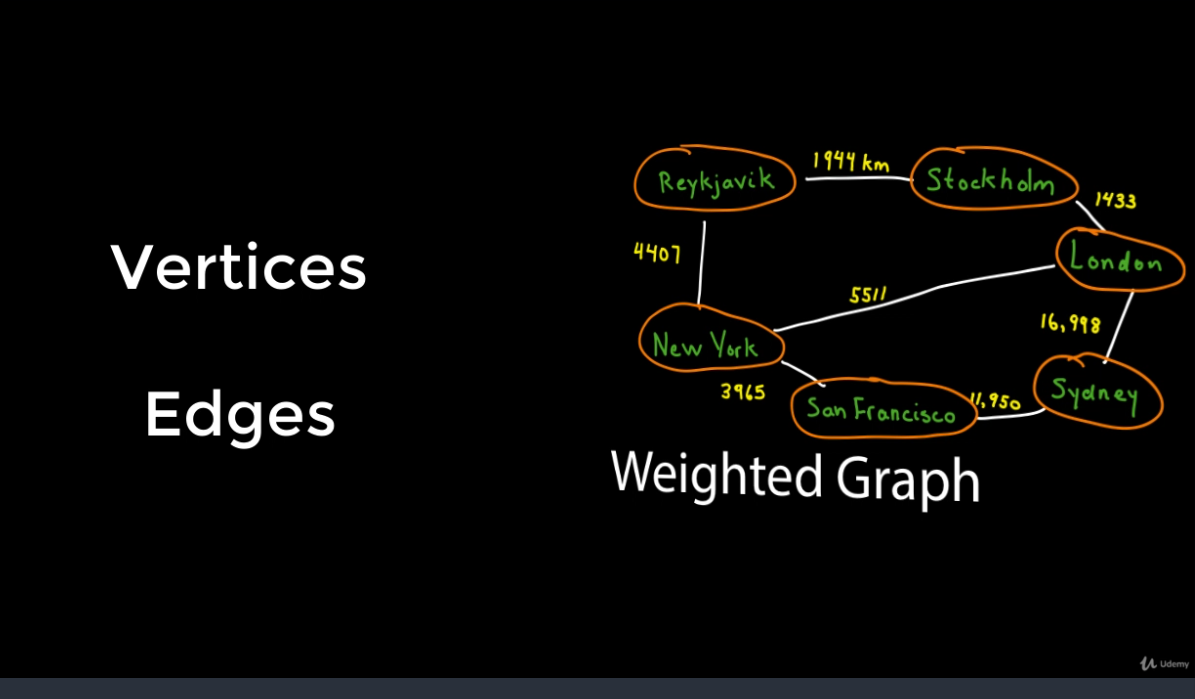 Vertices
Edges
Reykjavik
1944 km
Stockholm
1433
4407
London
5511
16,998
New York
3965
San Francisco
11,950
Sydney
Weighted Graph
Udemy